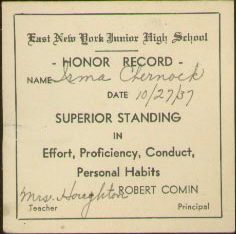 East New York Junior High School
- HONOR RECORD -
NAME Irma Chernock
DATE 10/27/37
SUPERIOR STANDING
IN
Effort, Proficiency, Conduct,
Personal Habits
Mrs. Houghton ROBERT COMIN
Teacher Principal